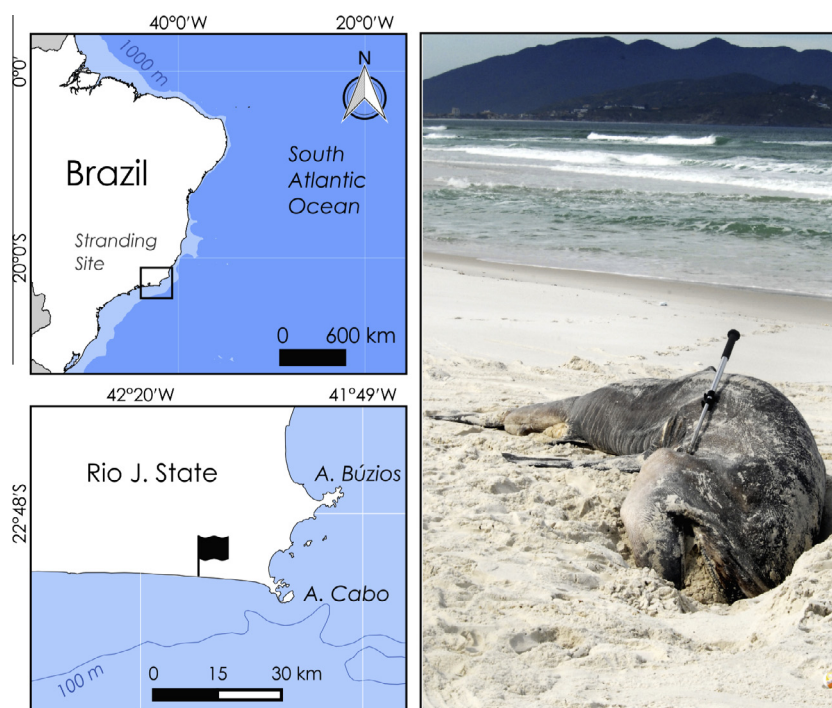 40°0'W
20°0'W
0°0'
1000 m
N
South
Atlantic
Ocean
Brazil
Stranding
Site
20°0'S
0
600 km
42°20'W
41°49'W
Rio J. State
A. Búzios
22°48'S
A. Cabo
100 m
0
15
30 km